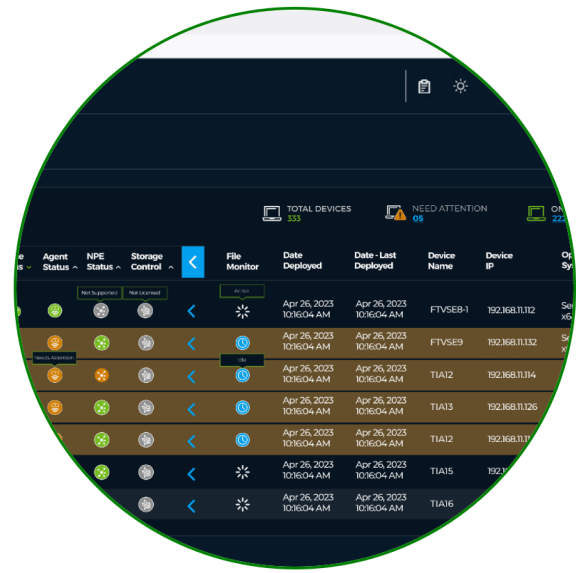 TOTAL DEVICES
333
NEED ATTENTION
05
ON
222
Agent Status
NPE Status
Storage Control
File Monitor
Date Deployed
Date - Last Deployed
Device Name
Device IP
Not Supported
Not Licensed
Active
Apr 26, 2023 10:16:04 AM Apr 26, 2023 10:16:04 AM FTVSE8-1 192.168.11.112
Apr 26, 2023 10:16:04 AM Apr 26, 2023 10:16:04 AM FTVSE9 192.168.11.132
Needs Attention
Idle
Apr 26, 2023 10:16:04 AM Apr 26, 2023 10:16:04 AM TIA12 192.168.11.114
Apr 26, 2023 10:16:04 AM Apr 26, 2023 10:16:04 AM TIA13 192.168.11.126
Apr 26, 2023 10:16:04 AM Apr 26, 2023 10:16:04 AM TIA12
Apr 26, 2023 10:16:04 AM Apr 26, 2023 10:16:04 AM TIA15
Apr 26, 2023 10:16:04 AM Apr 26, 2023 10:16:04 AM TIA16